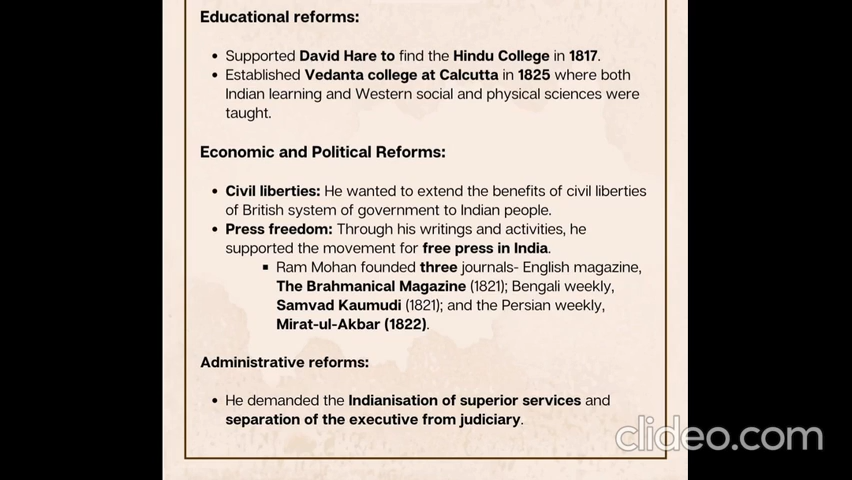 Educational reforms:
• Supported David Hare to find the Hindu College in 1817.
• Established Vedanta college at Calcutta in 1825 where both
Indian learning and Western social and physical sciences were
taught.
Economic and Political Reforms:
• Civil liberties: He wanted to extend the benefits of civil liberties
of British system of government to Indian people.
• Press freedom: Through his writings and activities, he
supported the movement for free press in India.
▪ Ram Mohan founded three journals- English magazine,
The Brahmanical Magazine (1821); Bengali weekly,
Samvad Kaumudi (1821); and the Persian weekly,
Mirat-ul-Akbar (1822).
Administrative reforms:
• He demanded the Indianisation of superior services and
separation of the executive from judiciary.
clideo.com